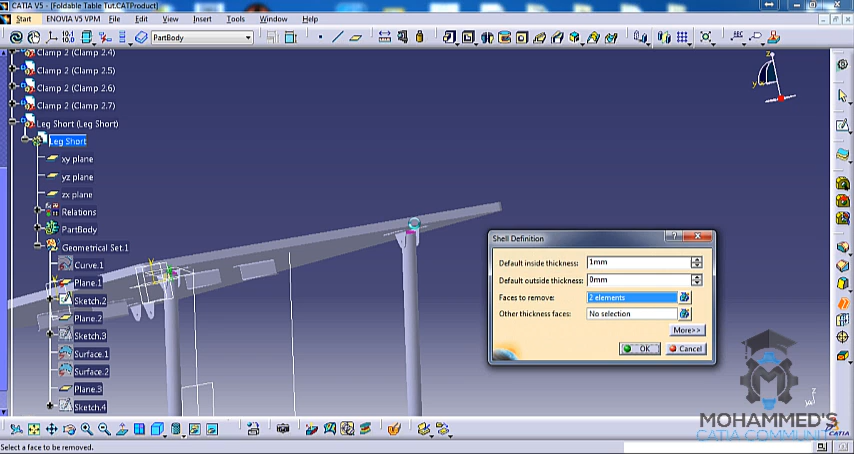 CATIA V5 - [Foldable Table Tut.CATProduct]
Start ENOVIA V5 VPM File Edit View Insert Tools Window Help
PartBody
Clamp 2 (Clamp 2.4)
Clamp 2 (Clamp 2.5)
Clamp 2 (Clamp 2.6)
Clamp 2 (Clamp 2.7)
Leg Short (Leg Short)
Leg Short
xy plane
yz plane
zx plane
Relations
PartBody
Geometrical Set.1
Curve.1
Plane.1
Sketch.2
Plane.2
Sketch.3
Surface.1
Surface.2
Plane.3
Sketch.4
Shell Definition
Default inside thickness: 1mm
Default outside thickness: 0mm
Faces to remove: 2 elements
Other thickness faces: No selection
More>>
OK Cancel
MOHAMMED'S
CATIA COMMUNITY
Select a face to be removed.